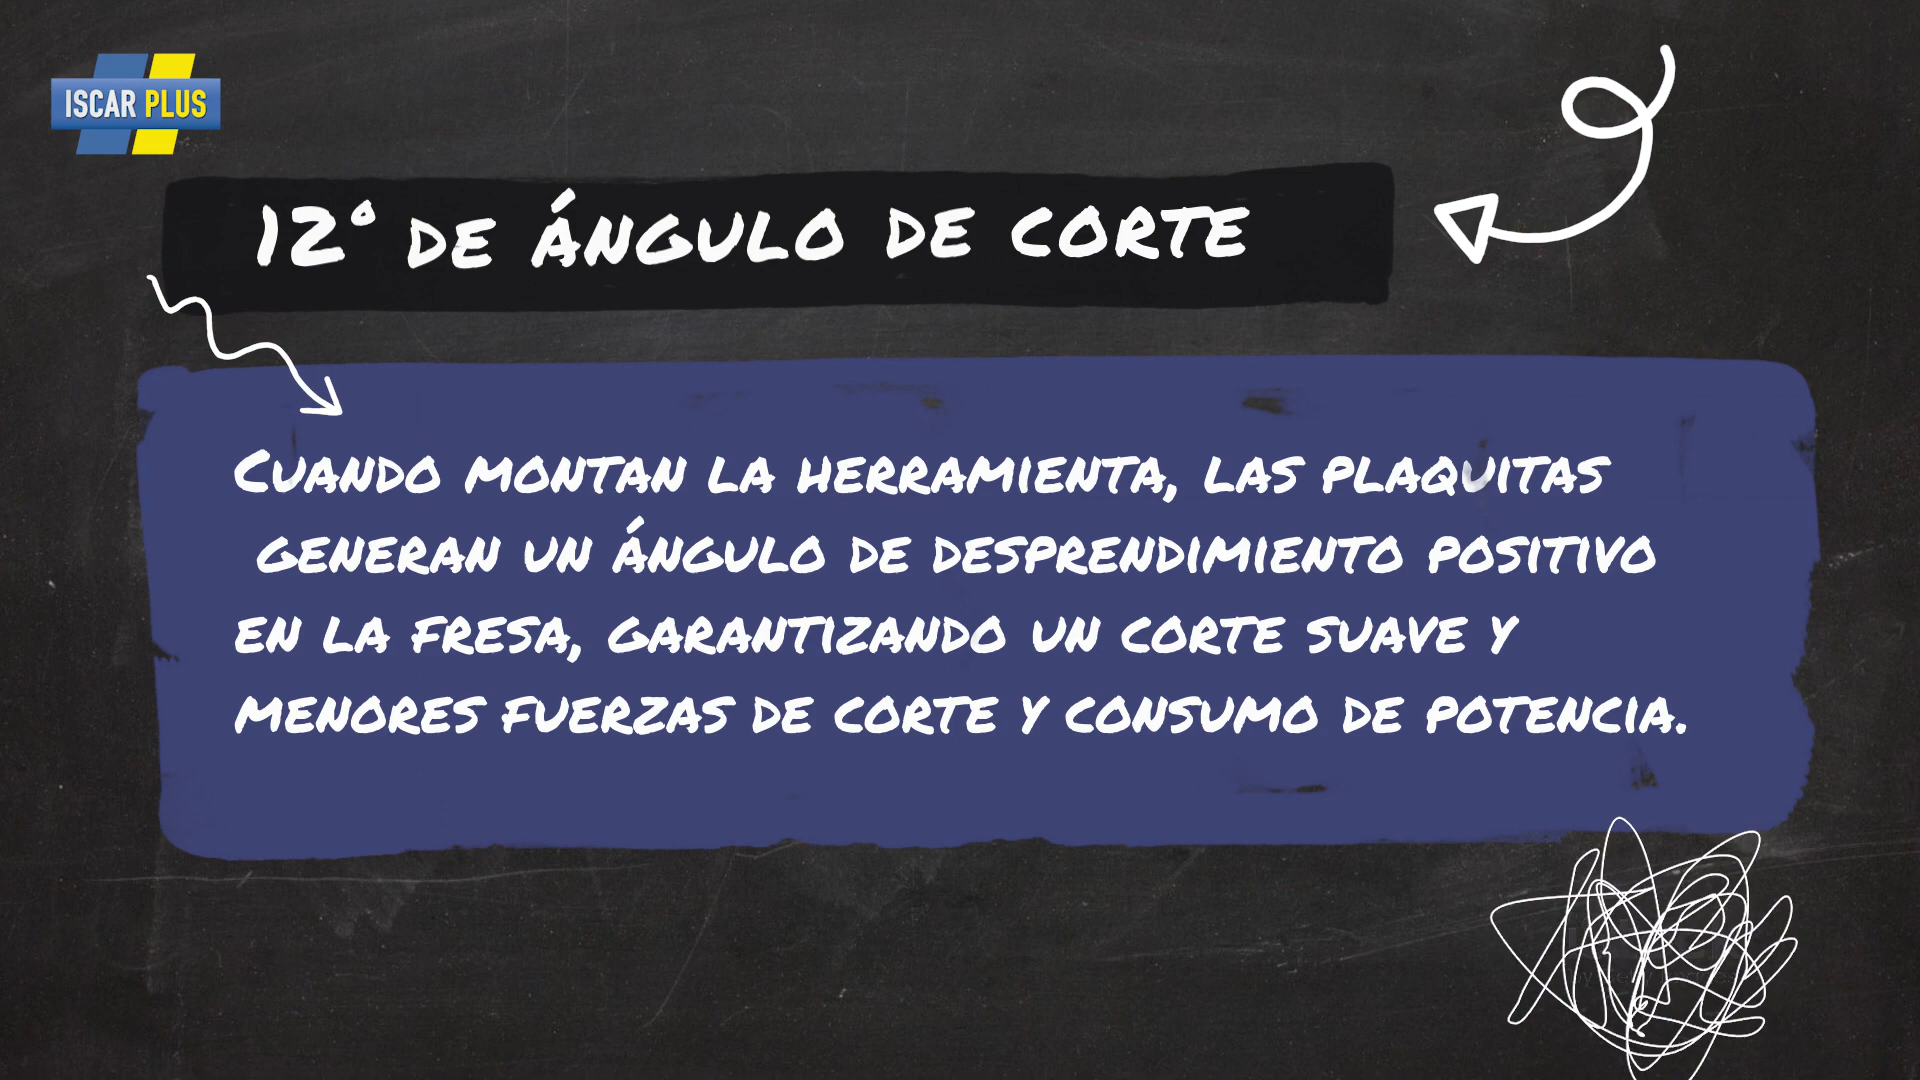 ISCAR PLUS
12° DE ÁNGULO DE CORTE
CUANDO MONTAN LA HERRAMIENTA, LAS PLAQUITAS
GENERAN UN ÁNGULO DE DESPRENDIMIENTO POSITIVO
EN LA FRESA, GARANTIZANDO UN CORTE SUAVE Y
MENORES FUERZAS DE CORTE Y CONSUMO DE POTENCIA.